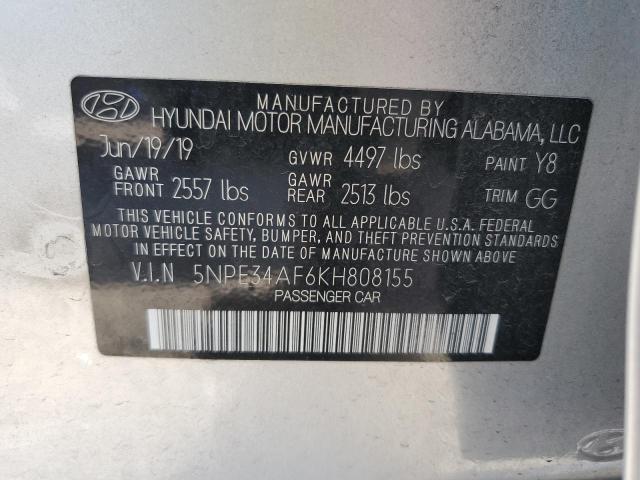 MANUFACTURED BY
HYUNDAI MOTOR MANUFACTURING ALABAMA, LLC
Jun/19/19 GVWR 4497 lbs PAINT Y8
GAWR FRONT 2557 lbs GAWR REAR 2513 lbs TRIM GG
THIS VEHICLE CONFORMS TO ALL APPLICABLE U.S.A. FEDERAL
MOTOR VEHICLE SAFETY, BUMPER, AND THEFT PREVENTION STANDARDS
IN EFFECT ON THE DATE OF MANUFACTURE SHOWN ABOVE.
V.I.N 5NPE34AF6KH808155
PASSENGER CAR